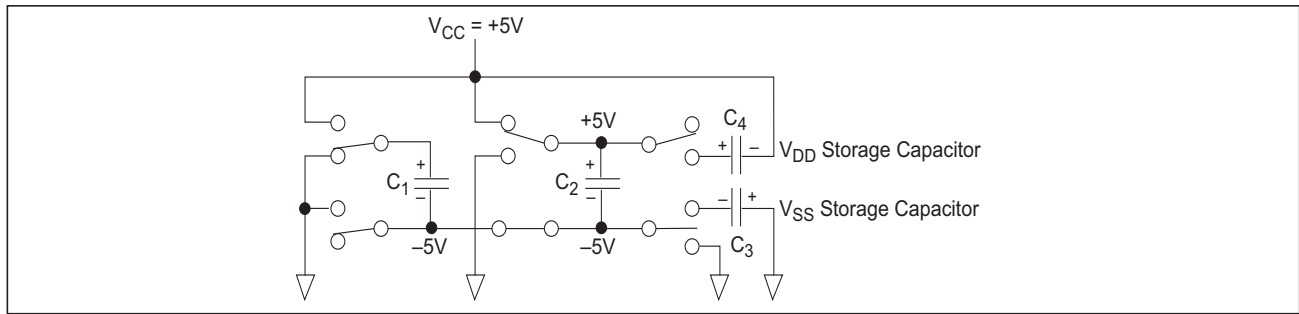 V_CC = +5V
+5V
C_4
+ –
V_DD Storage Capacitor
+
C_1
–
+
C_2
–
– +
V_SS Storage Capacitor
C_3
–5V
–5V